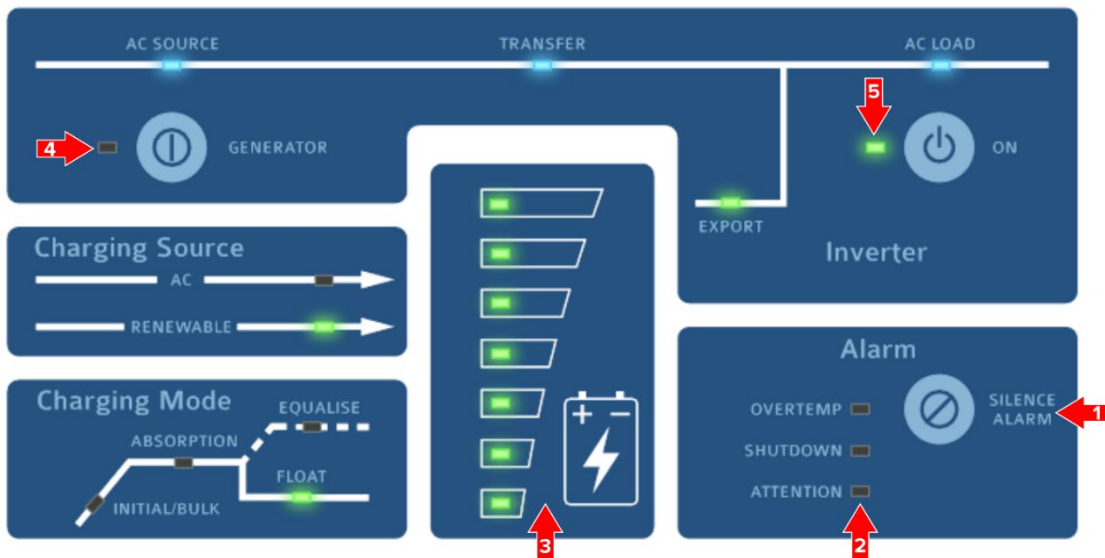 AC SOURCE
TRANSFER
AC LOAD
5
4
GENERATOR
ON
EXPORT
Inverter
Charging Source
AC
RENEWABLE
Charging Mode
EQUALISE
ABSORPTION
FLOAT
INITIAL/BULK
+ −
3
Alarm
OVERTEMP
SILENCE
ALARM
1
SHUTDOWN
ATTENTION
2